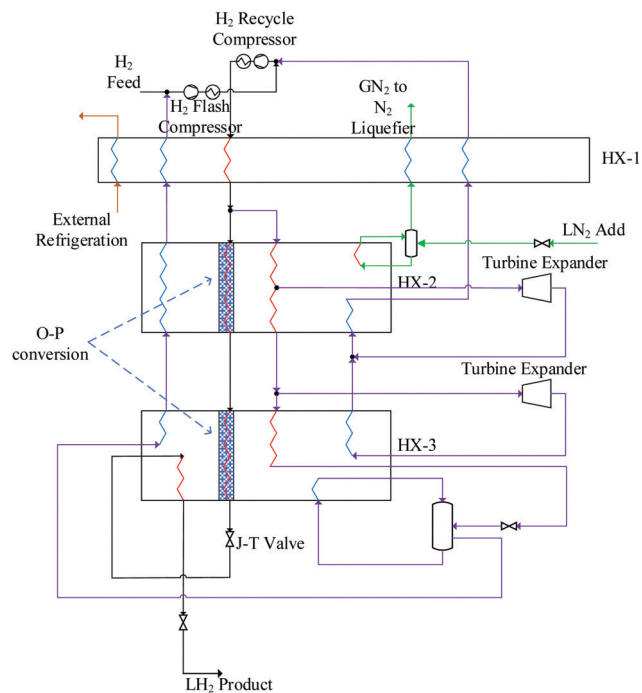 H2 Recycle
Compressor
H2
Feed
H2 Flash
Compressor
GN2 to
N2
Liquefier
HX-1
External
Refrigeration
LN2 Add
HX-2
Turbine Expander
O-P
conversion
Turbine Expander
HX-3
J-T Valve
LH2 Product